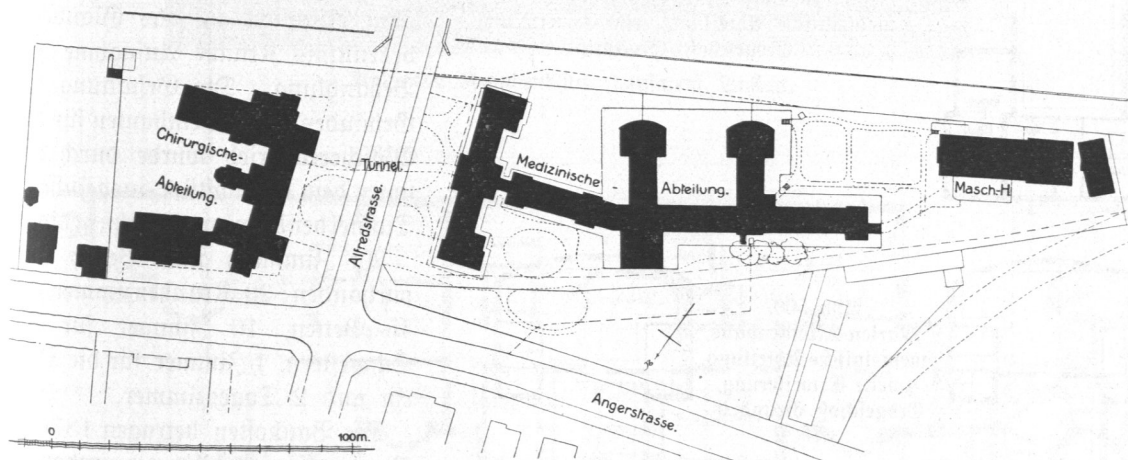 Chirurgische-
Abteilung.
Tunnel
Alfredstrasse.
Medizinische
Abteilung.
Masch.-H.
Angerstrasse.
0
100m.